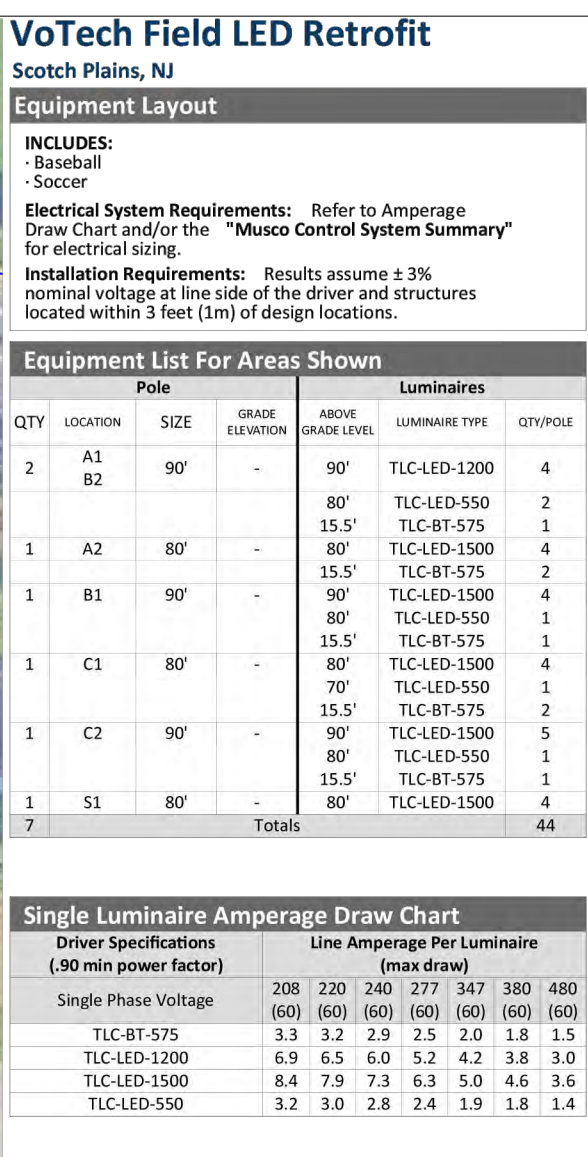 VoTech Field LED Retrofit
Scotch Plains, NJ
Equipment Layout
INCLUDES:
· Baseball
· Soccer
Electrical System Requirements: Refer to Amperage
Draw Chart and/or the "Musco Control System Summary"
for electrical sizing.
Installation Requirements: Results assume ± 3%
nominal voltage at line side of the driver and structures
located within 3 feet (1m) of design locations.
Equipment List For Areas Shown
Pole Luminaires
QTY LOCATION SIZE GRADE ELEVATION ABOVE GRADE LEVEL LUMINAIRE TYPE QTY/POLE
2 A1 B2 90' - 90' TLC-LED-1200 4
80' TLC-LED-550 2
15.5' TLC-BT-575 1
1 A2 80' - 80' TLC-LED-1500 4
15.5' TLC-BT-575 2
1 B1 90' - 90' TLC-LED-1500 4
80' TLC-LED-550 1
15.5' TLC-BT-575 1
1 C1 80' - 80' TLC-LED-1500 4
70' TLC-LED-550 1
15.5' TLC-BT-575 2
1 C2 90' - 90' TLC-LED-1500 5
80' TLC-LED-550 1
15.5' TLC-BT-575 1
1 S1 80' - 80' TLC-LED-1500 4
7 Totals 44
Single Luminaire Amperage Draw Chart
Driver Specifications Line Amperage Per Luminaire
(.90 min power factor) (max draw)
Single Phase Voltage 208 (60) 220 (60) 240 (60) 277 (60) 347 (60) 380 (60) 480 (60)
TLC-BT-575 3.3 3.2 2.9 2.5 2.0 1.8 1.5
TLC-LED-1200 6.9 6.5 6.0 5.2 4.2 3.8 3.0
TLC-LED-1500 8.4 7.9 7.3 6.3 5.0 4.6 3.6
TLC-LED-550 3.2 3.0 2.8 2.4 1.9 1.8 1.4